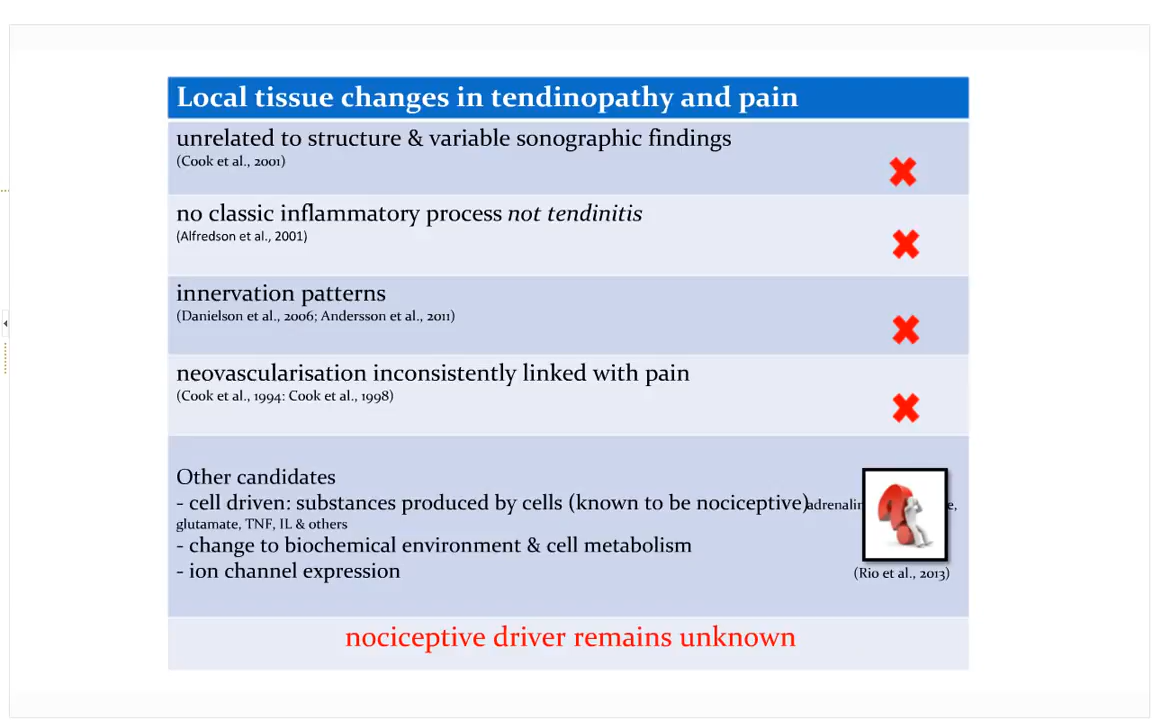 Local tissue changes in tendinopathy and pain
unrelated to structure & variable sonographic findings
(Cook et al., 2001)
no classic inflammatory process not tendinitis
(Alfredson et al., 2001)
innervation patterns
(Danielson et al., 2006; Andersson et al., 2011)
neovascularisation inconsistently linked with pain
(Cook et al., 1994: Cook et al., 1998)
Other candidates
- cell driven: substances produced by cells (known to be nociceptive)
glutamate, TNF, IL & others
- change to biochemical environment & cell metabolism
- ion channel expression
(Rio et al., 2013)
nociceptive driver remains unknown